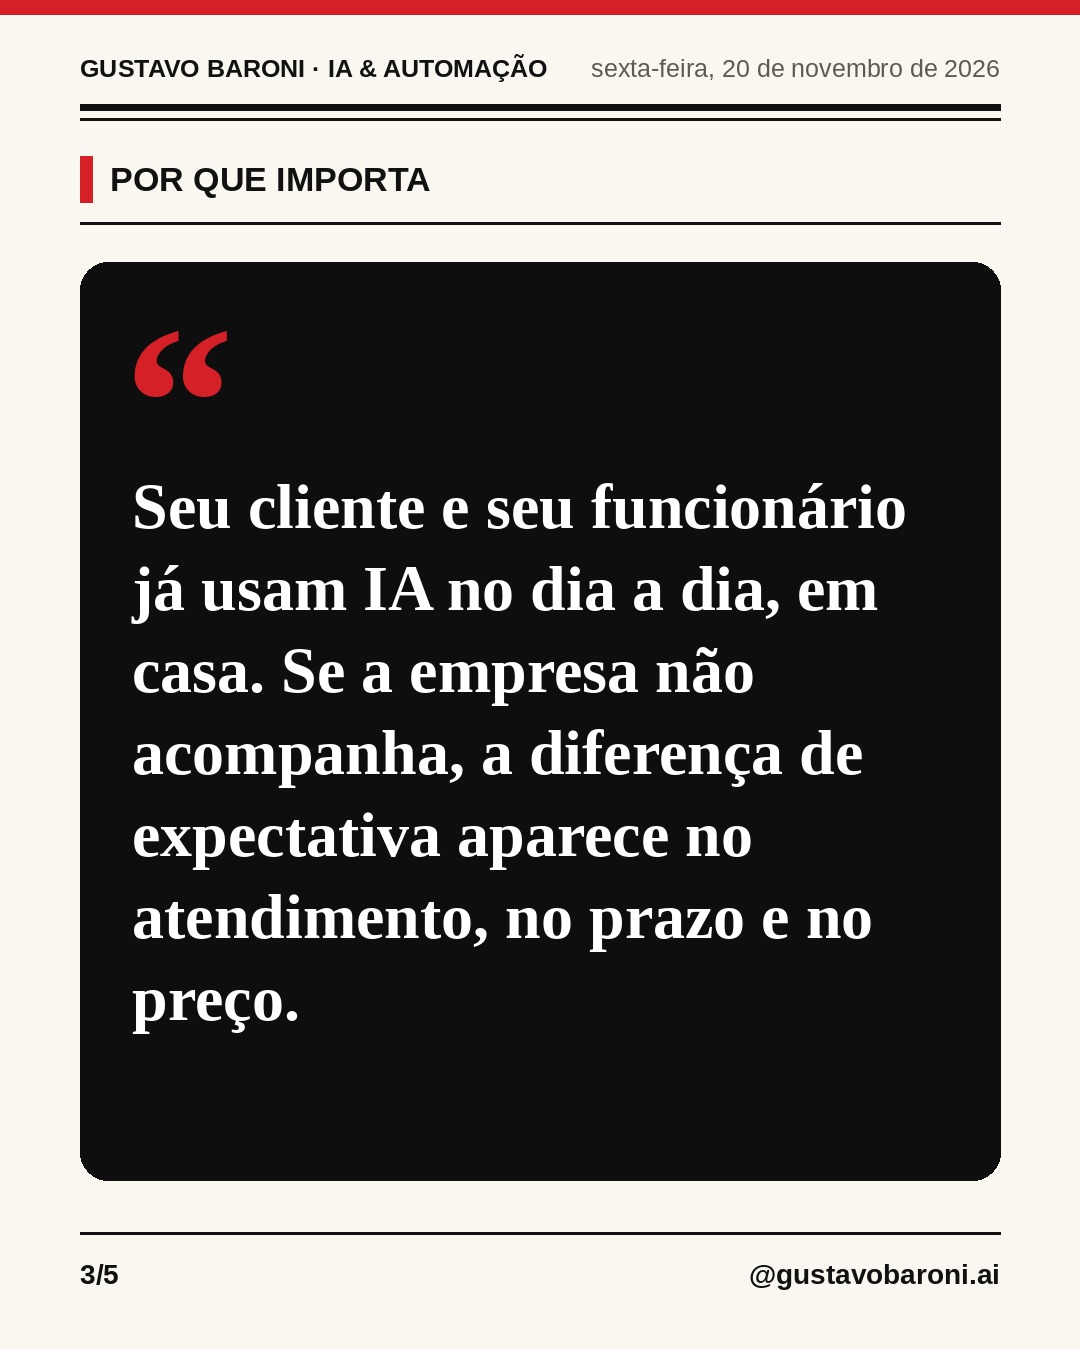 GUSTAVO BARONI · IA & AUTOMAÇÃO
sexta-feira, 20 de novembro de 2026
POR QUE IMPORTA
“
Seu cliente e seu funcionário
já usam IA no dia a dia, em
casa. Se a empresa não
acompanha, a diferença de
expectativa aparece no
atendimento, no prazo e no
preço.
3/5
@gustavobaroni.ai